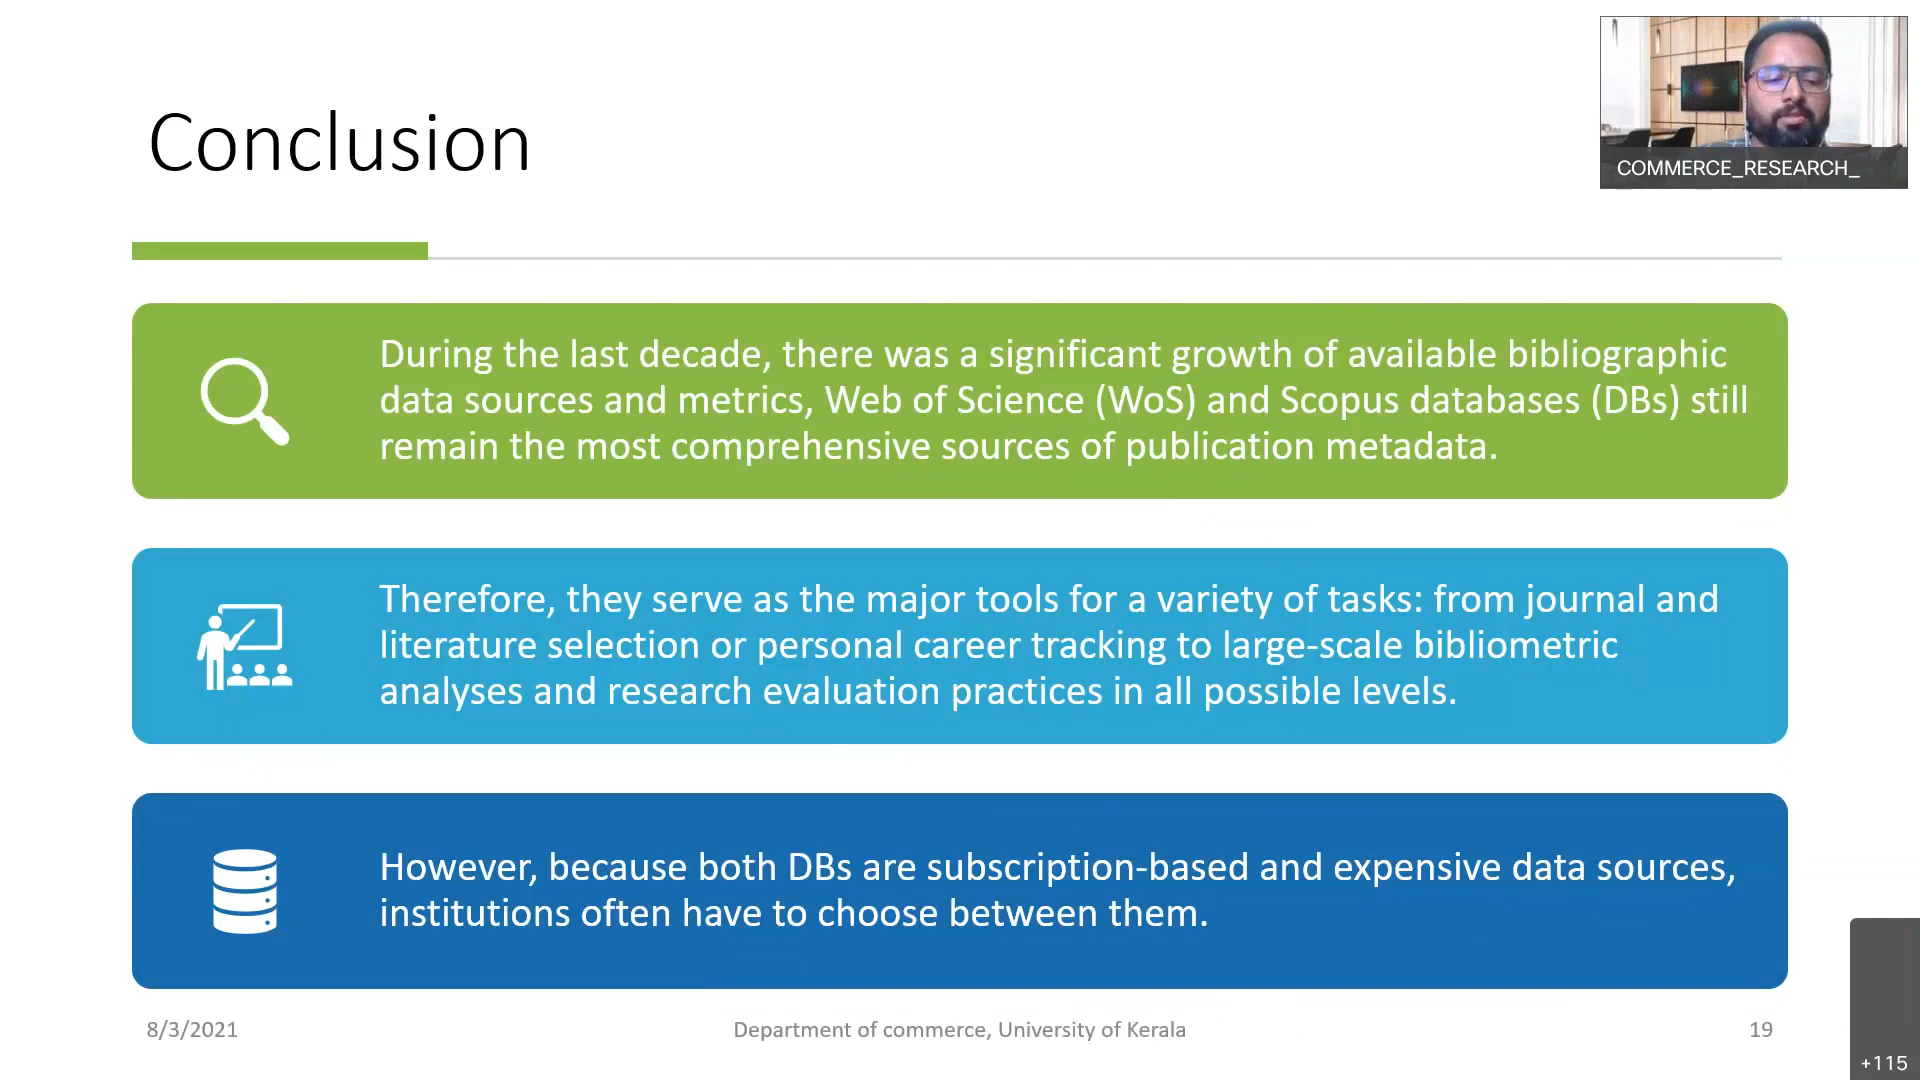 Conclusion
COMMERCE_RESEARCH_
During the last decade, there was a significant growth of available bibliographic
data sources and metrics, Web of Science (WoS) and Scopus databases (DBs) still
remain the most comprehensive sources of publication metadata.
Therefore, they serve as the major tools for a variety of tasks: from journal and
literature selection or personal career tracking to large-scale bibliometric
analyses and research evaluation practices in all possible levels.
However, because both DBs are subscription-based and expensive data sources,
institutions often have to choose between them.
8/3/2021
Department of commerce, University of Kerala
19
+115